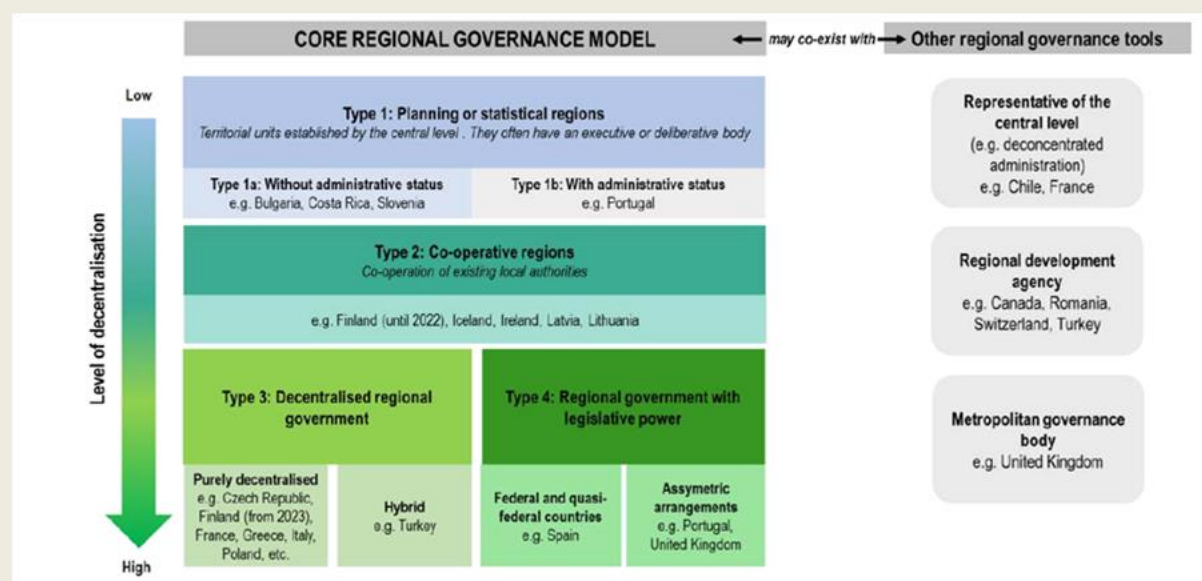 CORE REGIONAL GOVERNANCE MODEL
may co-exist with
Other regional governance tools
Level of decentralisation
Low
High
Type 1: Planning or statistical regions
Territorial units established by the central level . They often have an executive or deliberative body
Type 1a: Without administrative status
e.g. Bulgaria, Costa Rica, Slovenia
Type 1b: With administrative status
e.g. Portugal
Type 2: Co-operative regions
Co-operation of existing local authorities
e.g. Finland (until 2022), Iceland, Ireland, Latvia, Lithuania
Type 3: Decentralised regional
government
Type 4: Regional government with
legislative power
Purely decentralised
e.g. Czech Republic,
Finland (from 2023),
France, Greece, Italy,
Poland, etc.
Hybrid
e.g. Turkey
Federal and quasi-
federal countries
e.g. Spain
Assymetric
arrangements
e.g. Portugal,
United Kingdom
Representative of the
central level
(e.g. deconcentrated
administration)
e.g. Chile, France
Regional development
agency
e.g. Canada, Romania,
Switzerland, Turkey
Metropolitan governance
body
e.g. United Kingdom